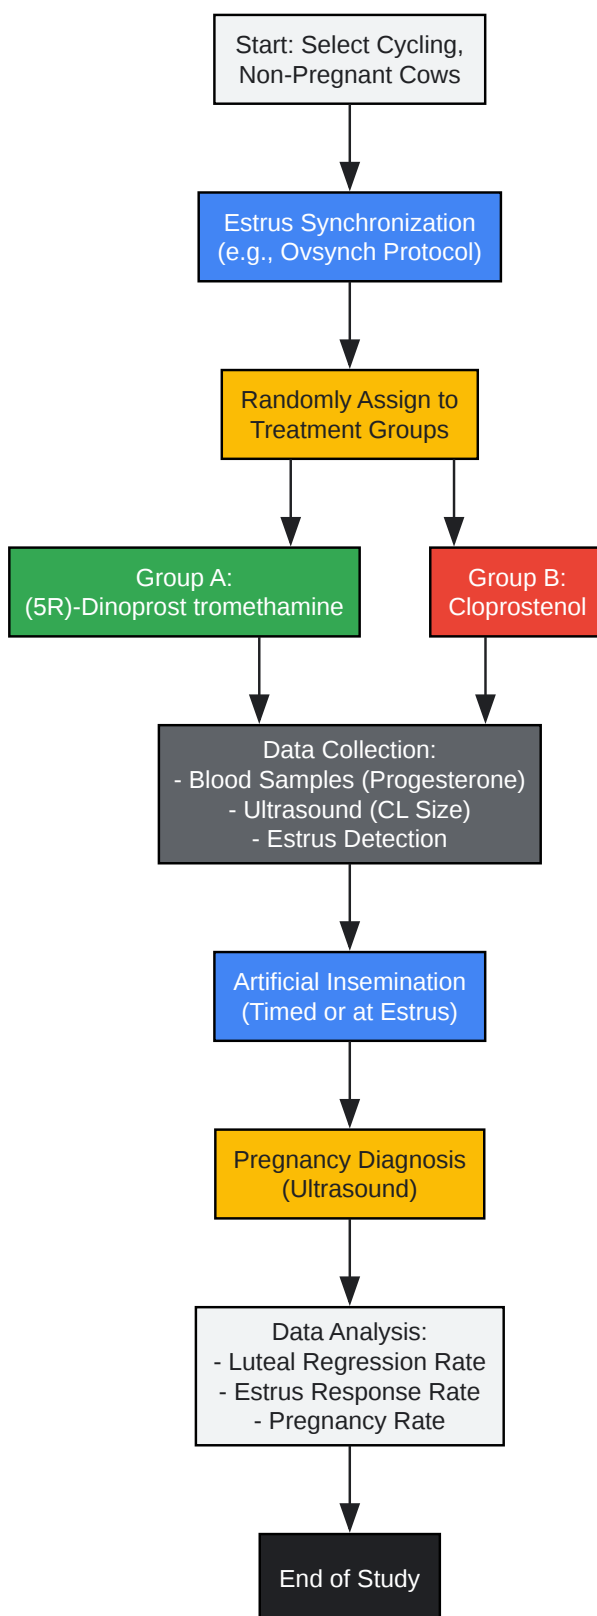 Start: Select Cycling,
Non-Pregnant Cows
Estrus Synchronization
(e.g., Ovsynch Protocol)
Randomly Assign to
Treatment Groups
Group A:
(5R)-Dinoprost tromethamine
Group B:
Cloprostenol
Data Collection:
- Blood Samples (Progesterone)
- Ultrasound (CL Size)
- Estrus Detection
Artificial Insemination
(Timed or at Estrus)
Pregnancy Diagnosis
(Ultrasound)
Data Analysis:
- Luteal Regression Rate
- Estrus Response Rate
- Pregnancy Rate
End of Study